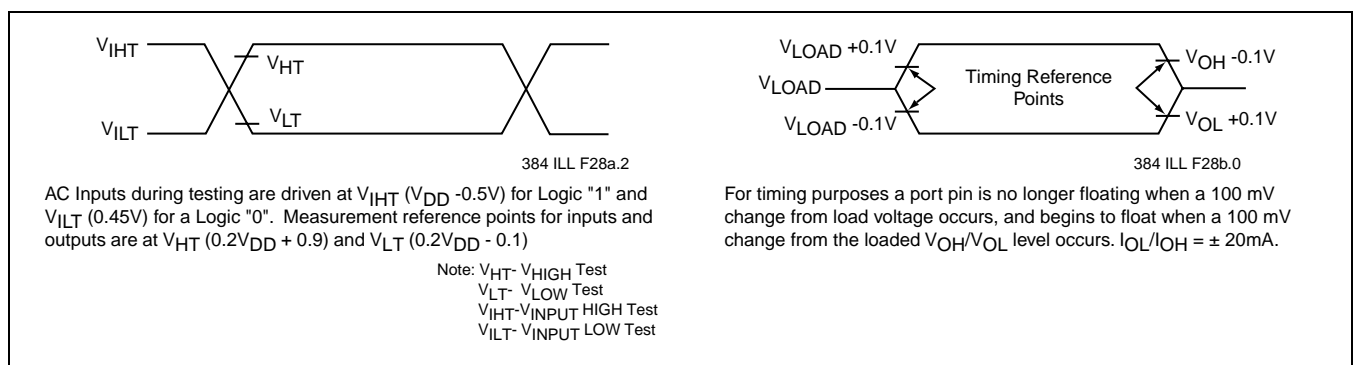 VIHT
VHT
VLT
VILT
384 ILL F28a.2
AC Inputs during testing are driven at VIHT (VDD -0.5V) for Logic "1" and
VILT (0.45V) for a Logic "0".  Measurement reference points for inputs and
outputs are at VHT (0.2VDD + 0.9) and VLT (0.2VDD - 0.1)
Note: VHT- VHIGH Test
VLT- VLOW Test
VIHT-VINPUT HIGH Test
VILT- VINPUT LOW Test
VLOAD +0.1V
VLOAD
VLOAD -0.1V
Timing Reference
Points
VOH -0.1V
VOL +0.1V
384 ILL F28b.0
For timing purposes a port pin is no longer floating when a 100 mV
change from load voltage occurs, and begins to float when a 100 mV
change from the loaded VOH/VOL level occurs. IOL/IOH = ± 20mA.